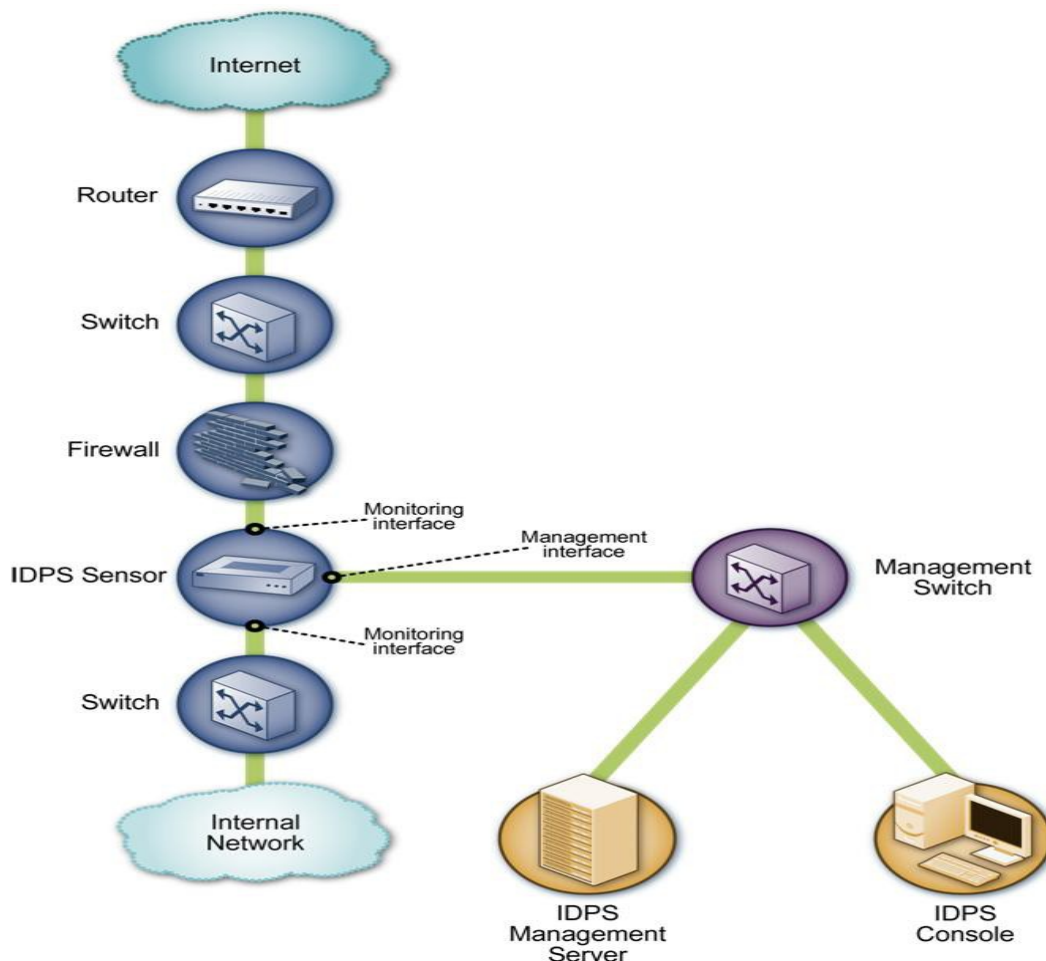 Internet
Router
Switch
Firewall
Monitoring
interface
Management
interface
IDPS Sensor
Management
Switch
Monitoring
interface
Switch
Internal
Network
IDPS
Management
Server
IDPS
Console